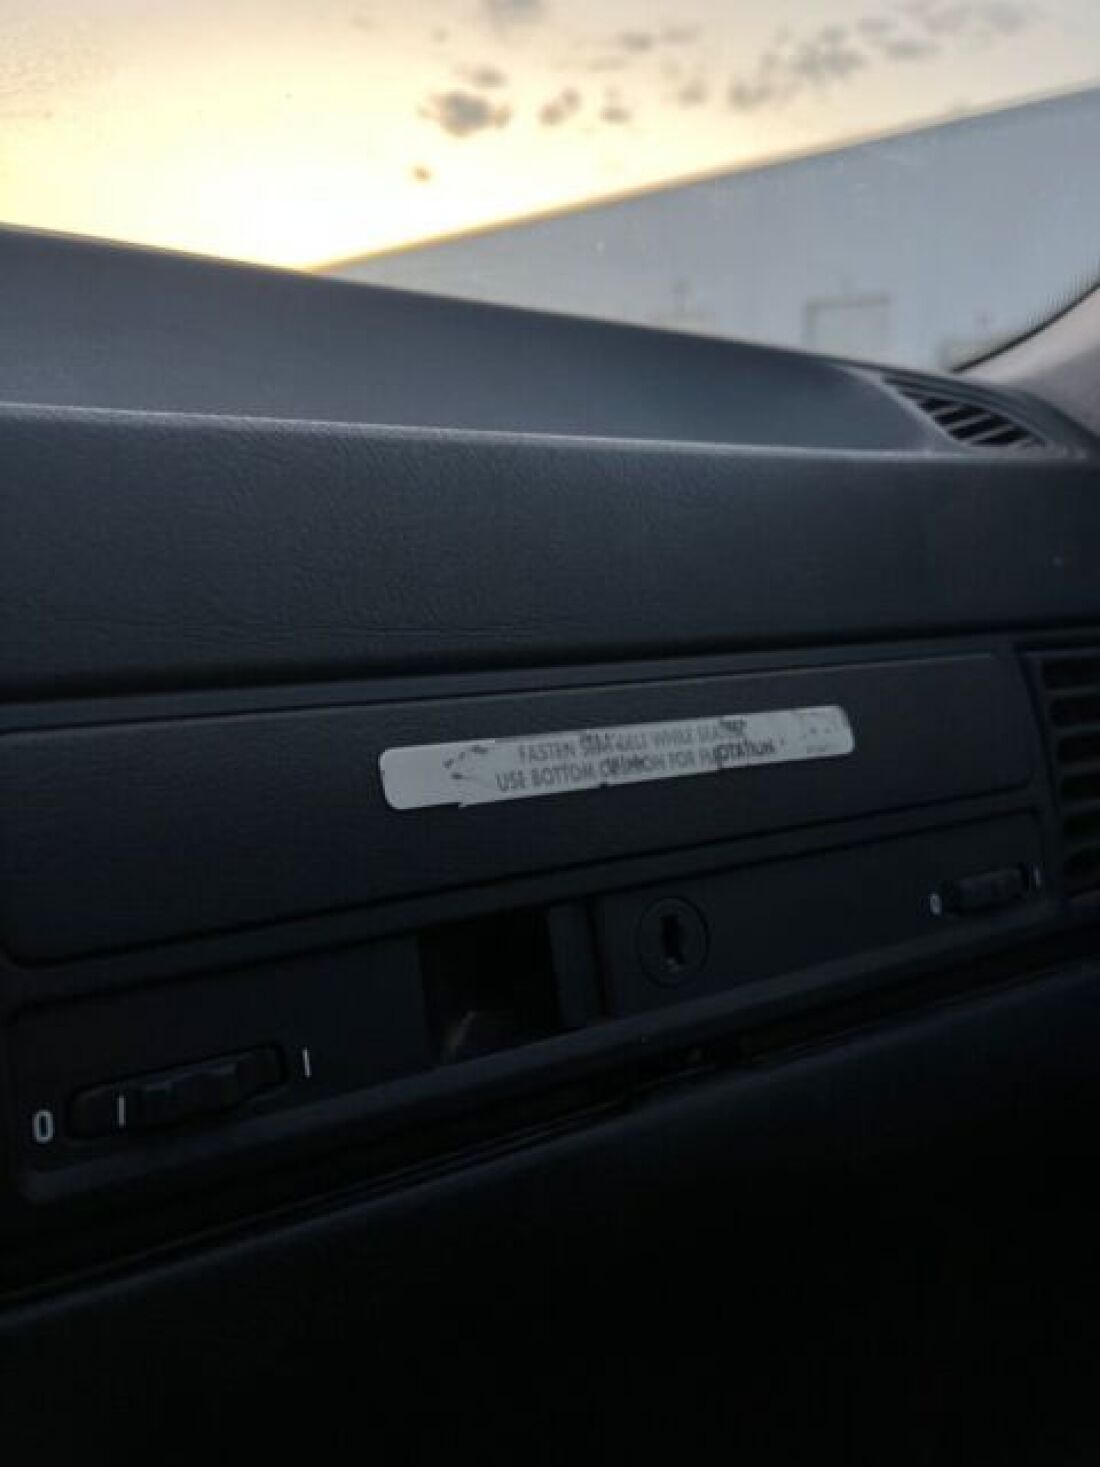 FASTEN SEAT BELT WHILE SEATED
USE BOTTOM CUSHION FOR FLOTATION
0 I
0 I I